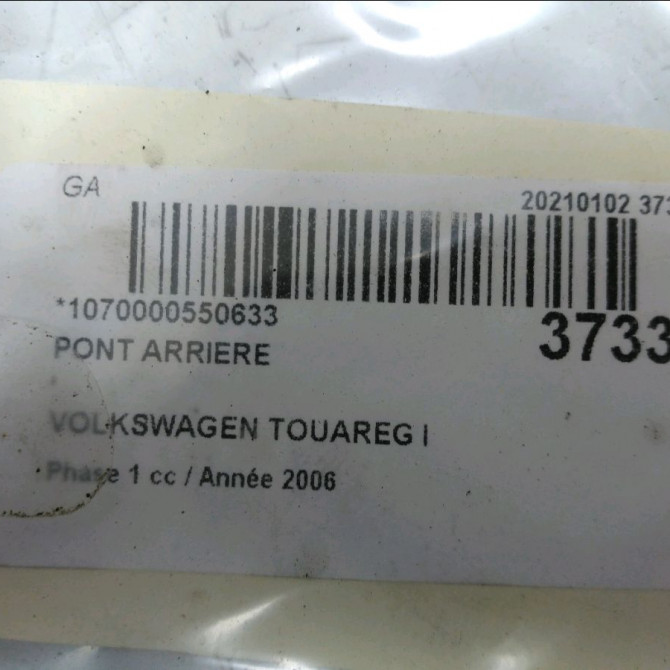 GA
20210102 373
*1070000550633
3733
PONT ARRIERE
VOLKSWAGEN TOUAREG I
Phase 1 cc / Année 2006